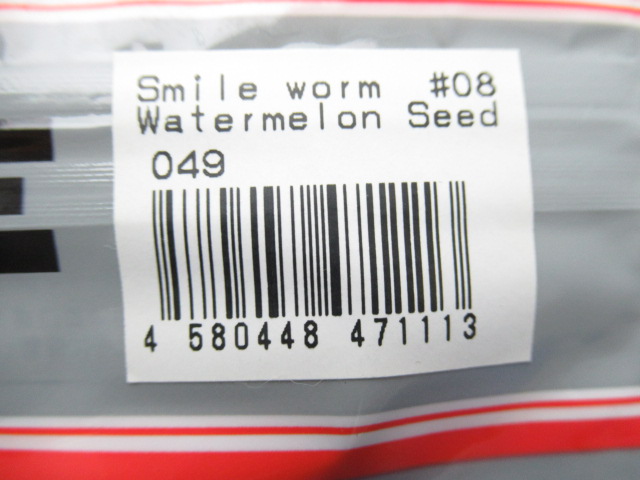 Smile worm #08
Watermelon Seed
049
4 580448 471113